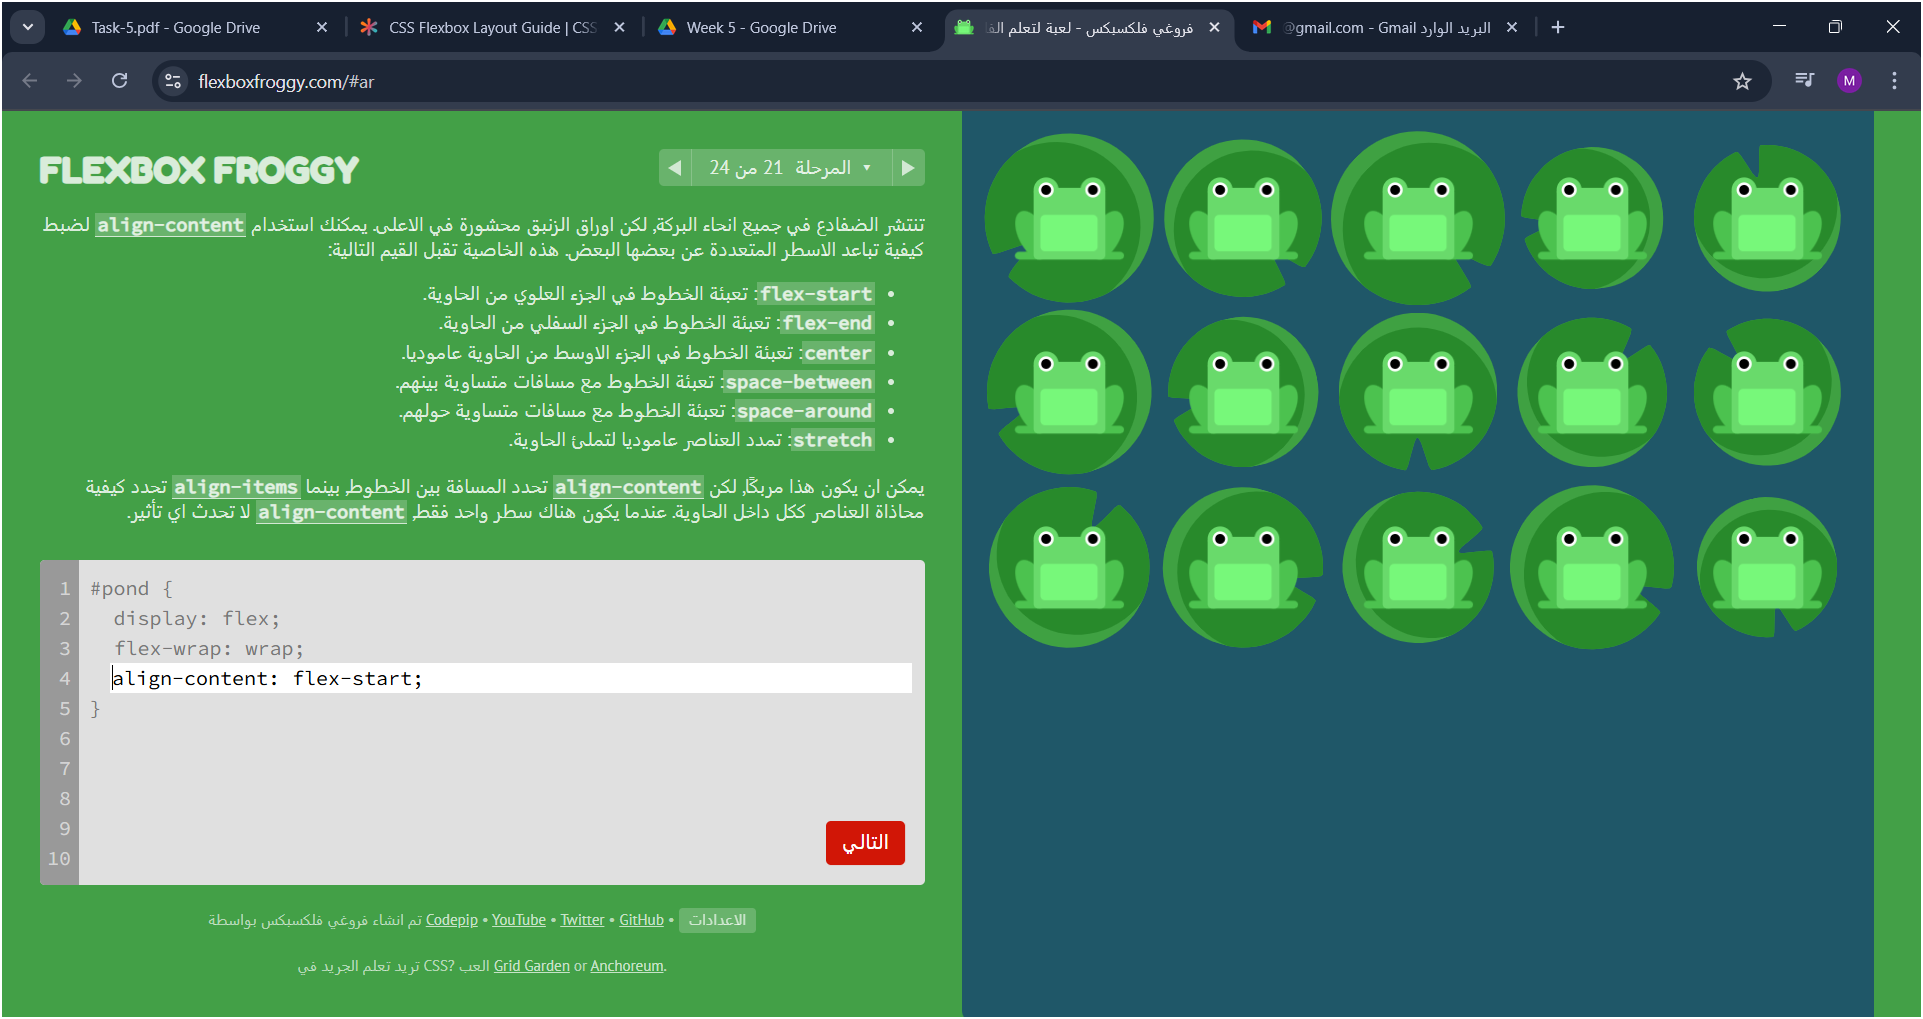 Task-5.pdf - Google Drive
CSS Flexbox Layout Guide | CSS
Week 5 - Google Drive
فروغي فلكسبكس - لعبة لتعلم الفل
البريد الوارد @gmail.com - Gmail
flexboxfroggy.com/#ar
M
FLEXBOX FROGGY
المرحلة 21 من 24
تنتشر الضفادع في جميع انحاء البركة, لكن اوراق الزنبق محشورة في الاعلى. يمكنك استخدام align-content لضبط
كيفية تباعد الاسطر المتعددة عن بعضها البعض. هذه الخاصية تقبل القيم التالية:
flex-start: تعبئة الخطوط في الجزء العلوي من الحاوية.
flex-end: تعبئة الخطوط في الجزء السفلي من الحاوية.
center: تعبئة الخطوط في الجزء الاوسط من الحاوية عاموديا.
space-between: تعبئة الخطوط مع مسافات متساوية بينهم.
space-around: تعبئة الخطوط مع مسافات متساوية حولهم.
stretch: تمدد العناصر عاموديا لتملئ الحاوية.
يمكن ان يكون هذا مربكًا, لكن align-content تحدد المسافة بين الخطوط, بينما align-items تحدد كيفية
محاذاة العناصر ككل داخل الحاوية. عندما يكون هناك سطر واحد فقط, align-content لا تحدث اي تأثير.
1 #pond {
2 display: flex;
3 flex-wrap: wrap;
4 align-content: flex-start;
5 }
6
7
8
9
10
التالي
تم انشاء فروغي فلكسبكس بواسطة Codepip • YouTube • Twitter • GitHub • الاعدادات
تريد تعلم الجريد في CSS? العب Grid Garden or Anchoreum.